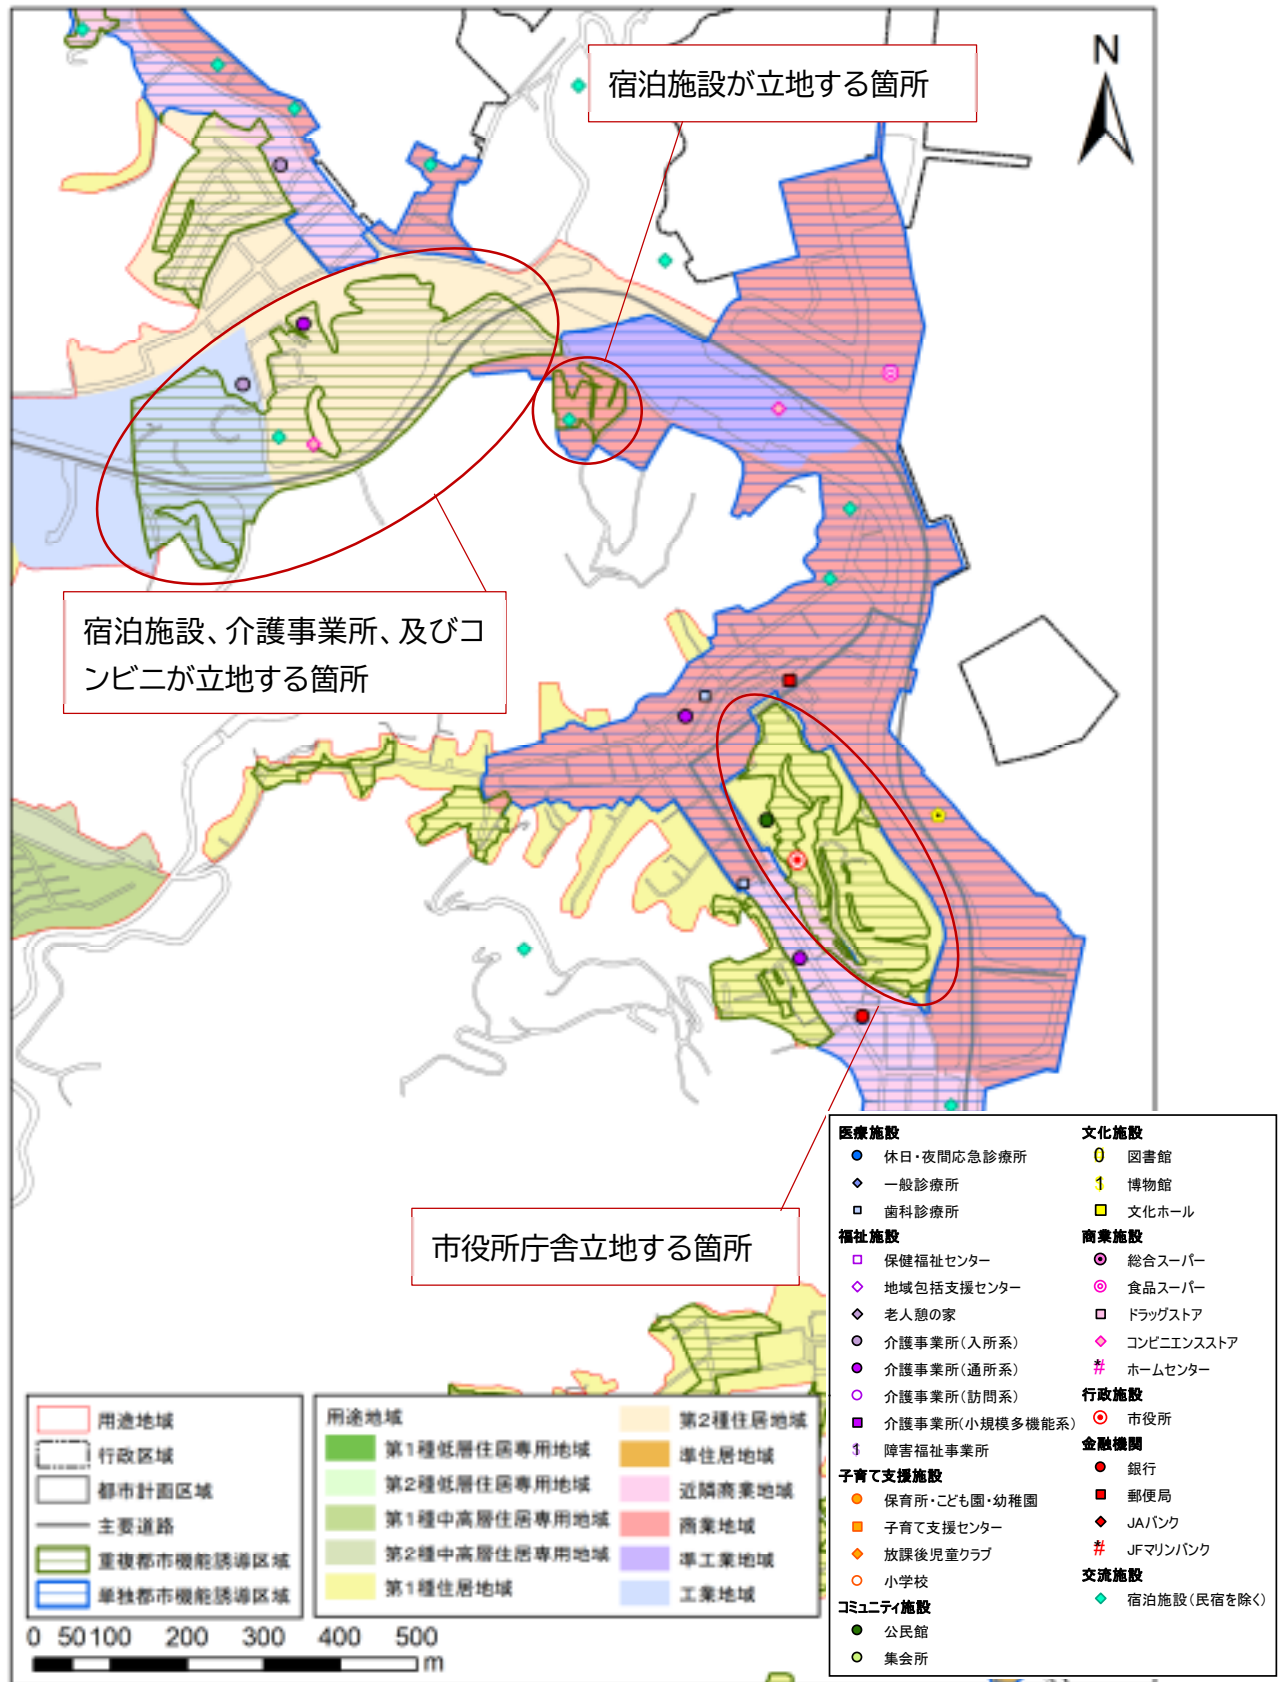 N
宿泊施設が立地する箇所
宿泊施設、介護事業所、及びコ
ンビニが立地する箇所
市役所庁舎立地する箇所
用途地域
行政区域
都市計画区域
主要道路
重複都市機能誘導区域
単独都市機能誘導区域
0 50 100 200 300 400 500
m
用途地域
第1種低層住居専用地域
第2種低層住居専用地域
第1種中高層住居専用地域
第2種中高層住居専用地域
第1種住居地域
第2種住居地域
準住居地域
近隣商業地域
商業地域
準工業地域
工業地域
医療施設
休日・夜間応急診療所
一般診療所
歯科診療所
福祉施設
保健福祉センター
地域包括支援センター
老人憩の家
介護事業所(入所系)
介護事業所(通所系)
介護事業所(訪問系)
介護事業所(小規模多機能系)
1 障害福祉事業所
子育て支援施設
保育所・こども園・幼稚園
子育て支援センター
放課後児童クラブ
小学校
コミュニティ施設
公民館
集会所
文化施設
0 図書館
1 博物館
文化ホール
商業施設
総合スーパー
食品スーパー
ドラッグストア
コンビニエンスストア
# ホームセンター
行政施設
市役所
金融機関
銀行
郵便局
JAバンク
# JFマリンバンク
交流施設
宿泊施設(民宿を除く)